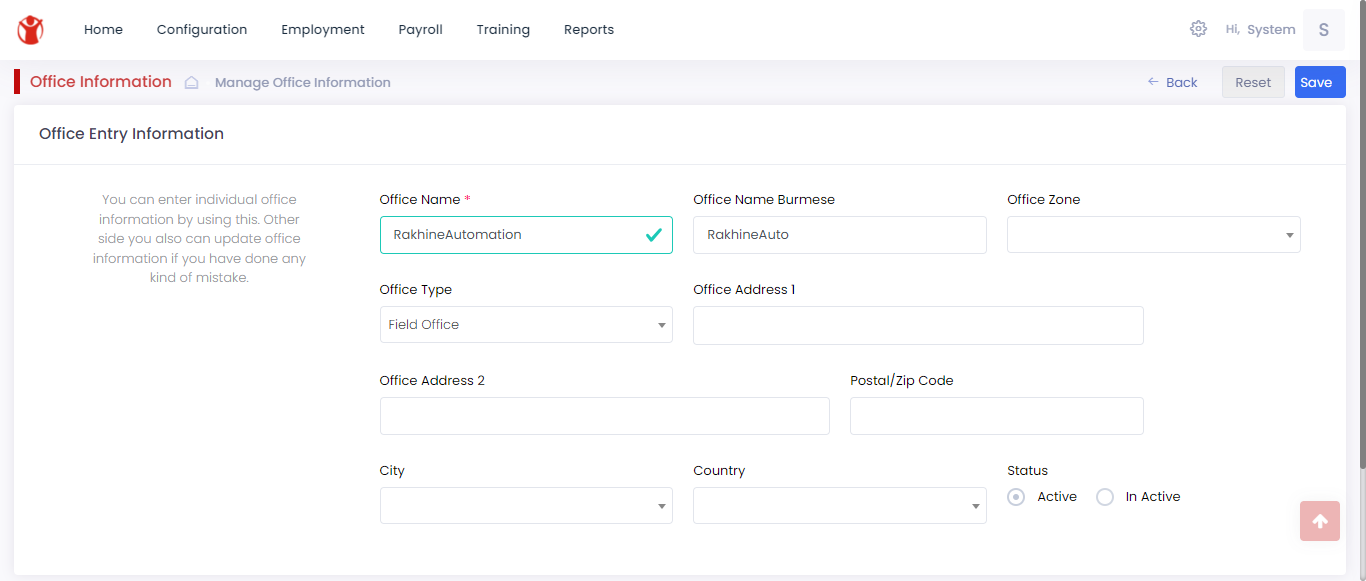 Home Configuration Employment Payroll Training Reports Hi, System S
Office Information Manage Office Information Back Reset Save
Office Entry Information
You can enter individual office
information by using this. Other
side you also can update office
information if you have done any
kind of mistake.
Office Name * Office Name Burmese Office Zone
RakhineAutomation RakhineAuto
Office Type Office Address 1
Field Office
Office Address 2 Postal/Zip Code
City Country Status
Active In Active